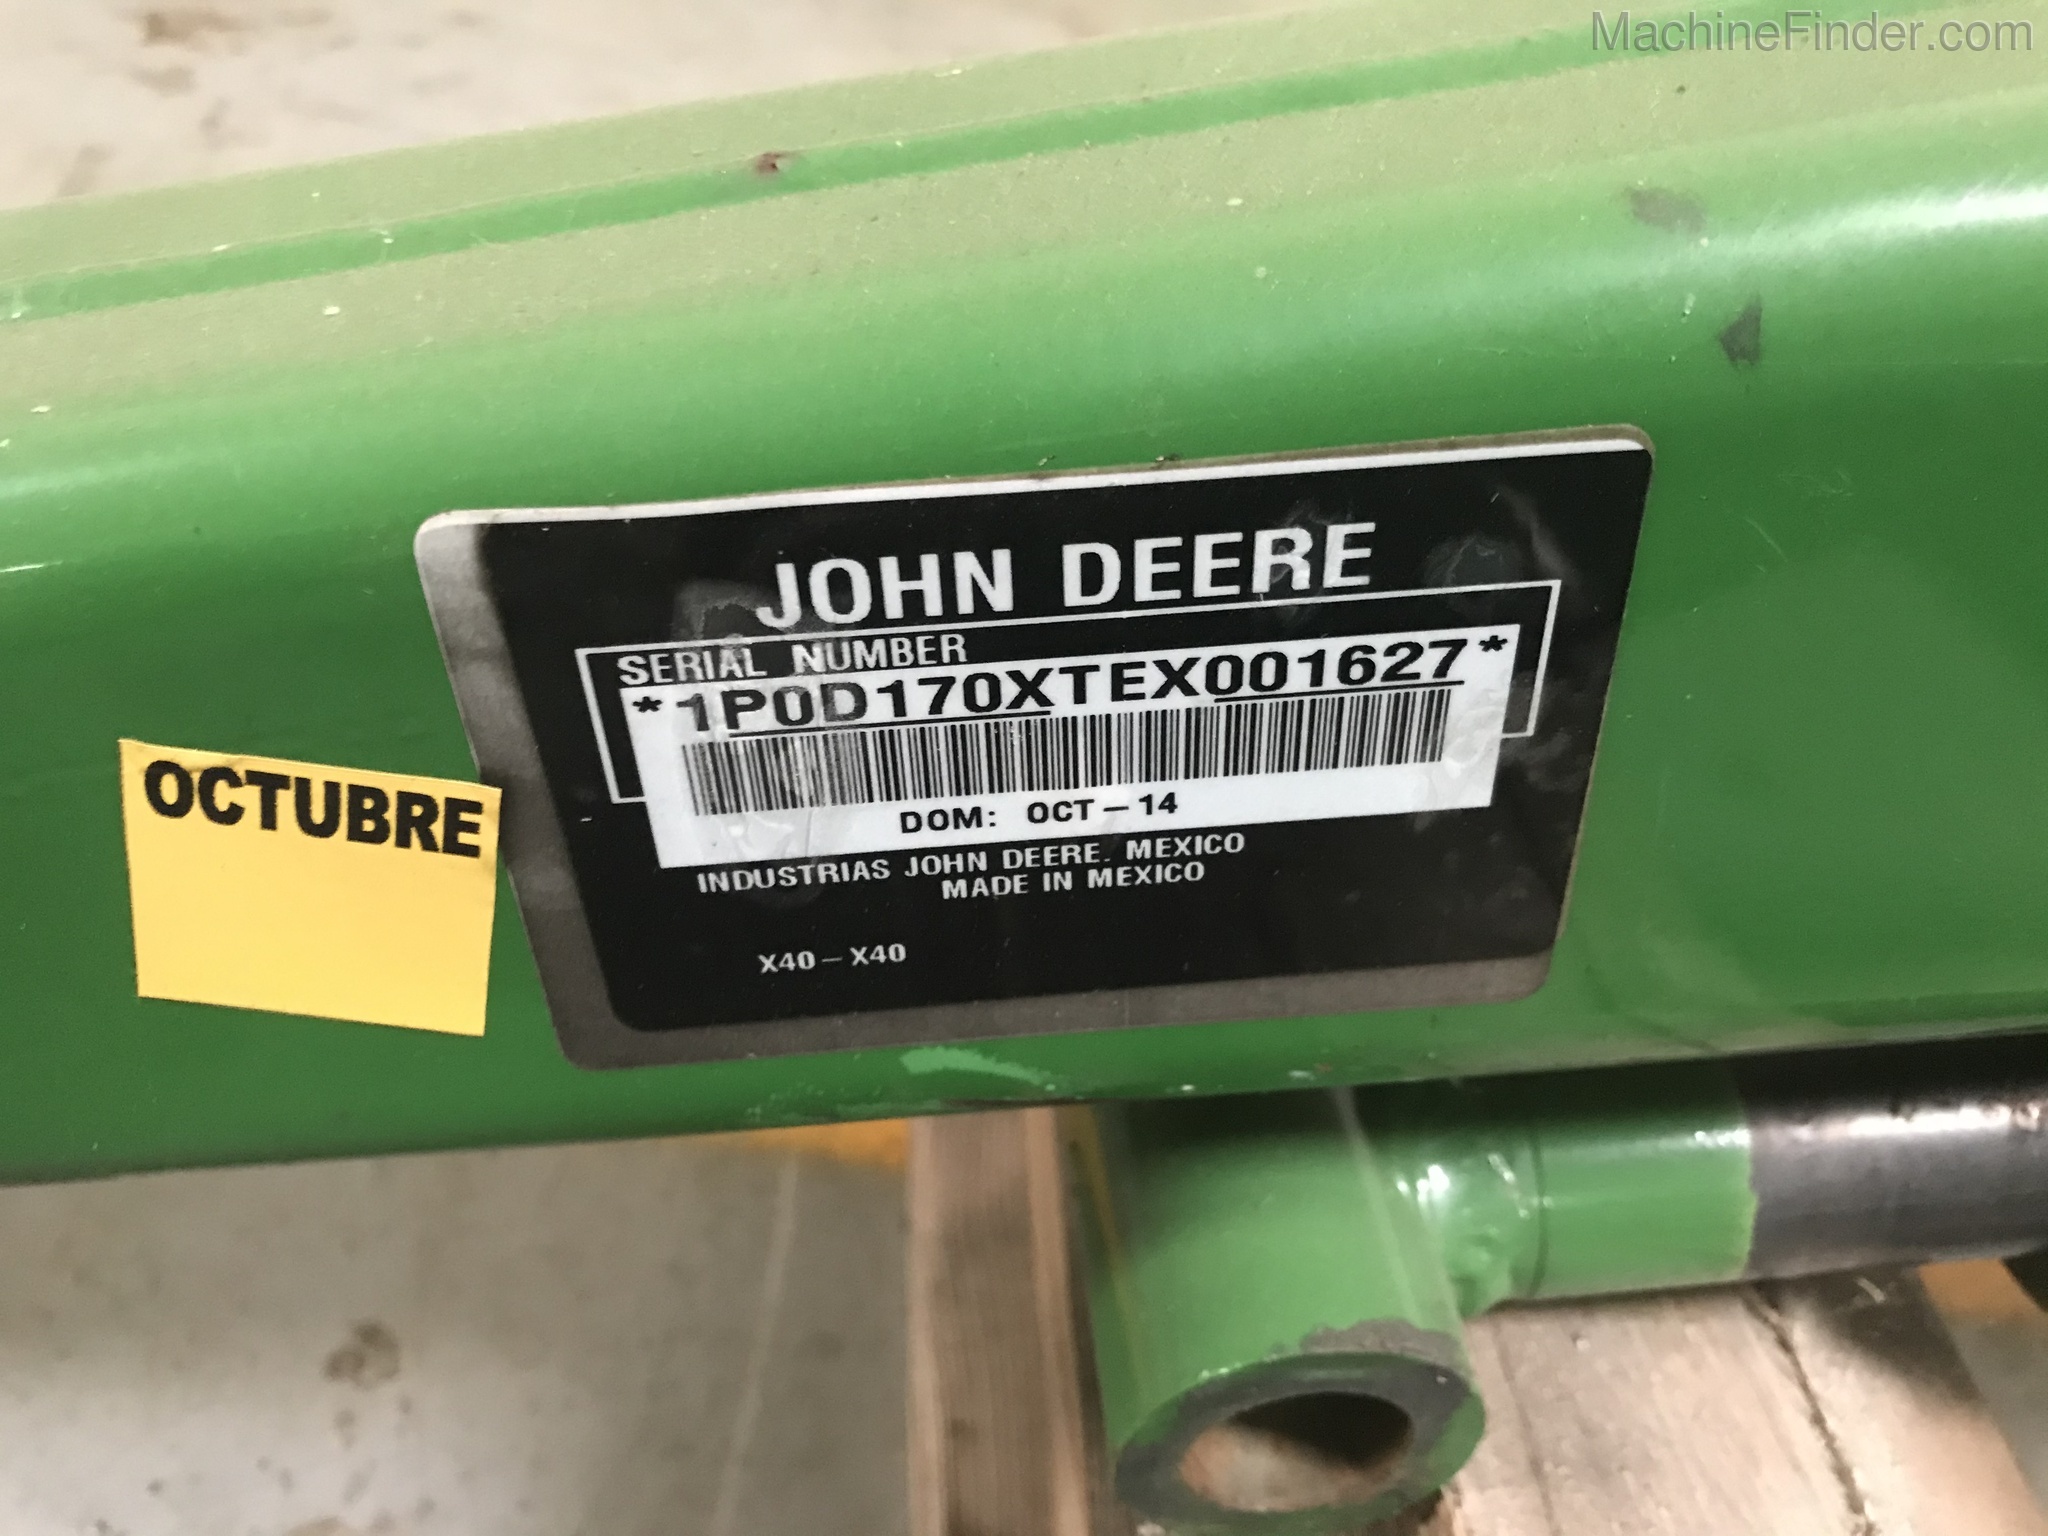 MachineFinder.com
JOHN DEERE
SERIAL NUMBER
*1P0D170XTEX001627*
DOM: OCT-14
INDUSTRIAS JOHN DEERE. MEXICO
MADE IN MEXICO
X40-X40
OCTUBRE